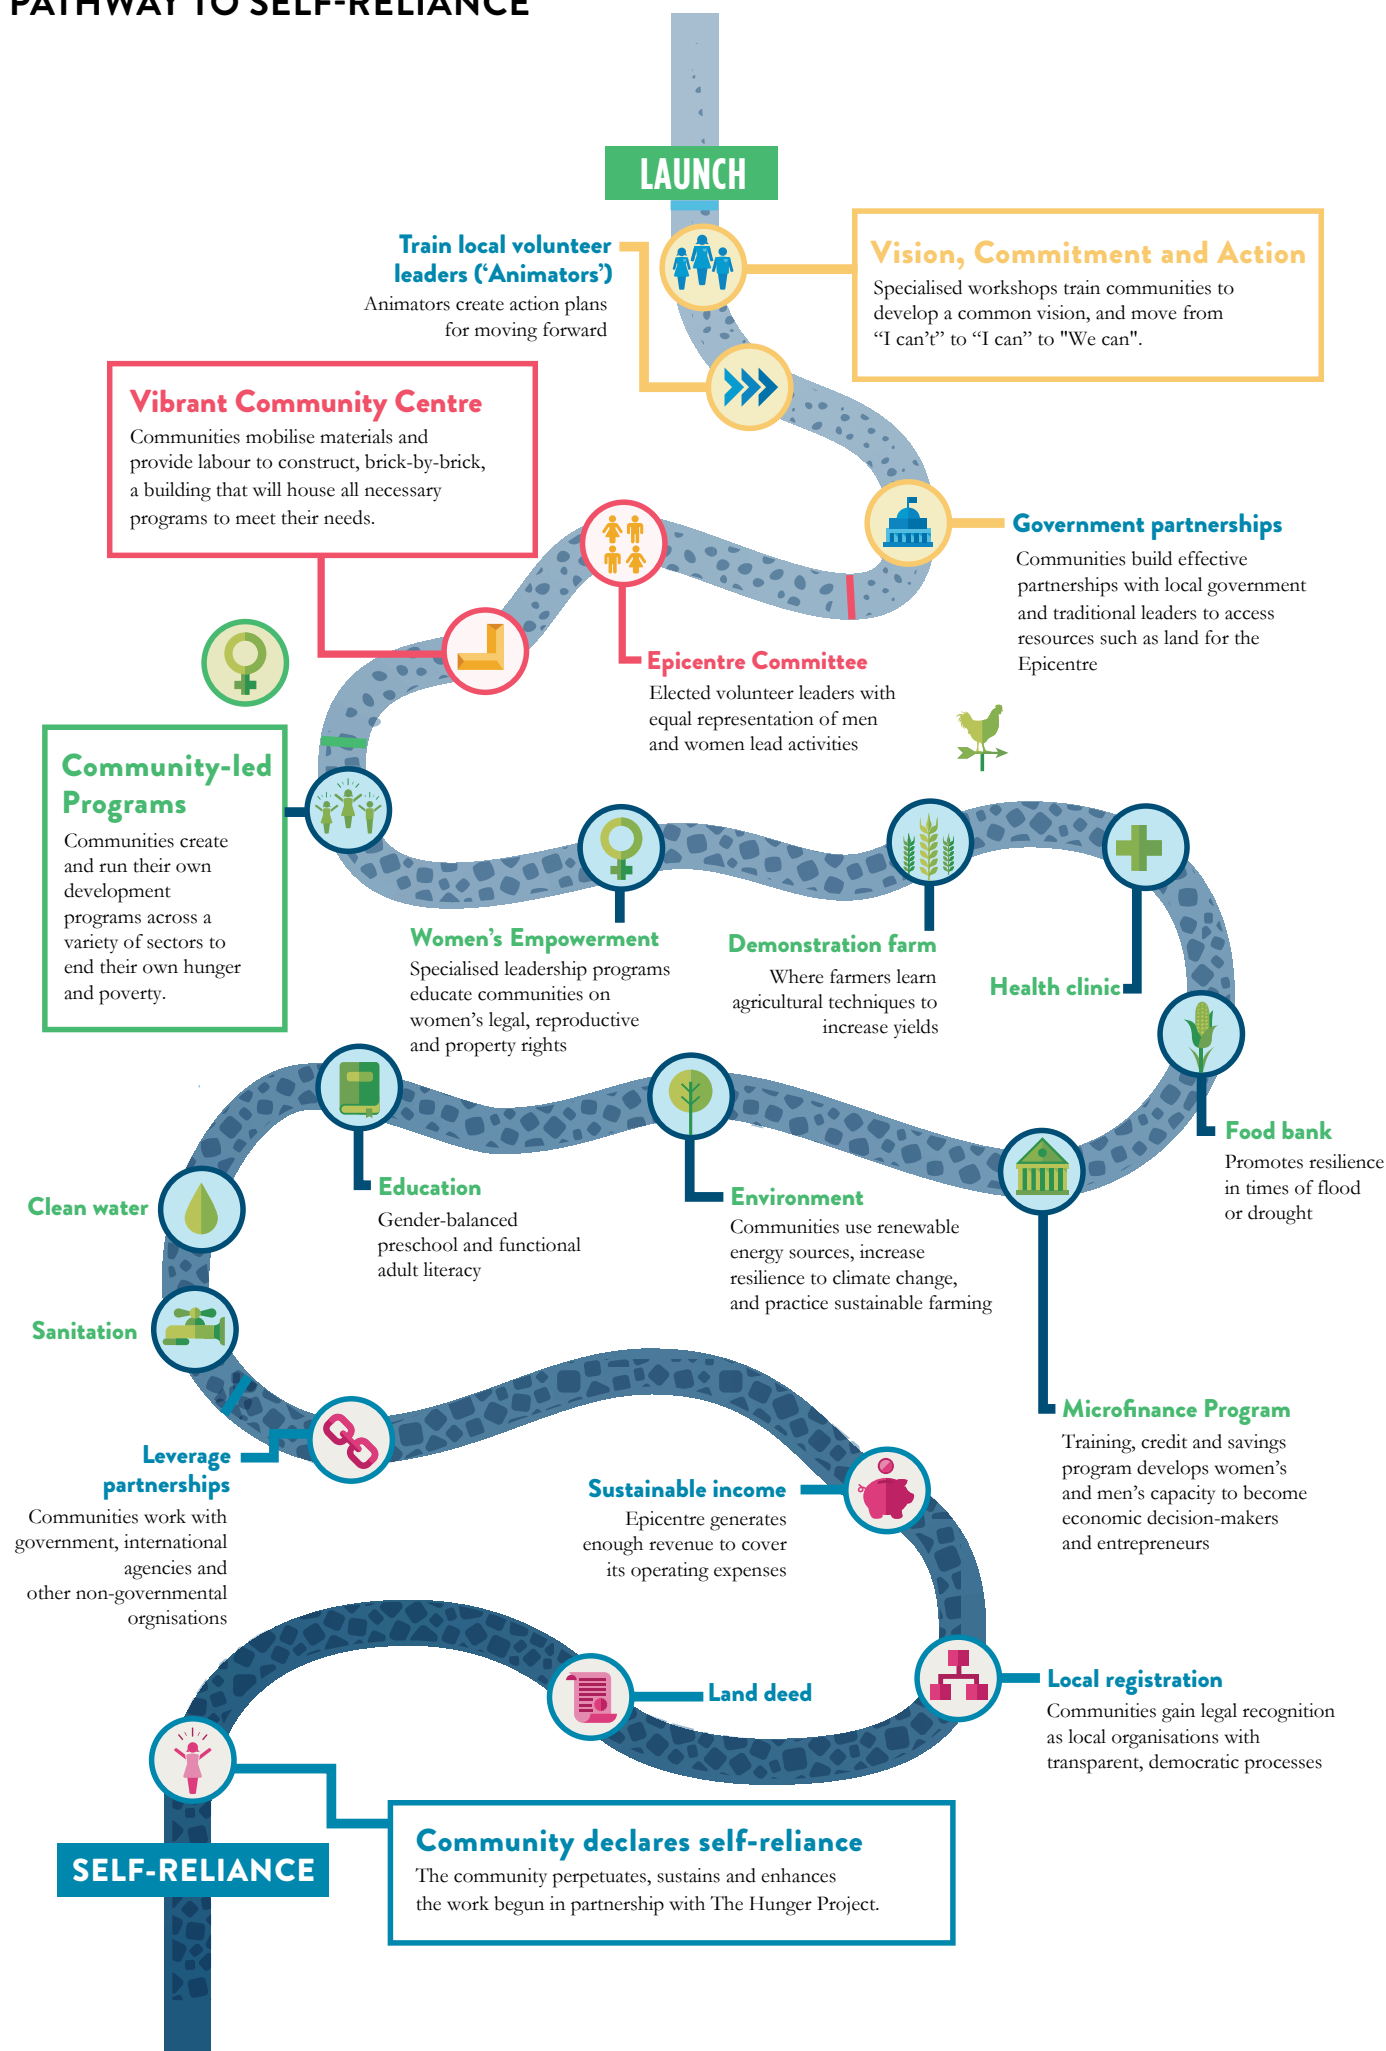 PATHWAY TO SELF-RELIANCE
LAUNCH
Train local volunteer
leaders (‘Animators’)
Animators create action plans
for moving forward
Vision, Commitment and Action
Specialised workshops train communities to
develop a common vision, and move from
“I can’t” to “I can” to "We can".
Vibrant Community Centre
Communities mobilise materials and
provide labour to construct, brick-by-brick,
a building that will house all necessary
programs to meet their needs.
Government partnerships
Communities build effective
partnerships with local government
and traditional leaders to access
resources such as land for the
Epicentre
Epicentre Committee
Elected volunteer leaders with
equal representation of men
and women lead activities
Community-led
Programs
Communities create
and run their own
development
programs across a
variety of sectors to
end their own hunger
and poverty.
Women’s Empowerment
Specialised leadership programs
educate communities on
women’s legal, reproductive
and property rights
Demonstration farm
Where farmers learn
agricultural techniques to
increase yields
Health clinic
Food bank
Promotes resilience
in times of flood
or drought
Education
Gender-balanced
preschool and functional
adult literacy
Environment
Communities use renewable
energy sources, increase
resilience to climate change,
and practice sustainable farming
Clean water
Sanitation
Microfinance Program
Training, credit and savings
program develops women’s
and men’s capacity to become
economic decision-makers
and entrepreneurs
Leverage
partnerships
Communities work with
government, international
agencies and
other non-governmental
orgnisations
Sustainable income
Epicentre generates
enough revenue to cover
its operating expenses
Land deed
Local registration
Communities gain legal recognition
as local organisations with
transparent, democratic processes
SELF-RELIANCE
Community declares self-reliance
The community perpetuates, sustains and enhances
the work begun in partnership with The Hunger Project.